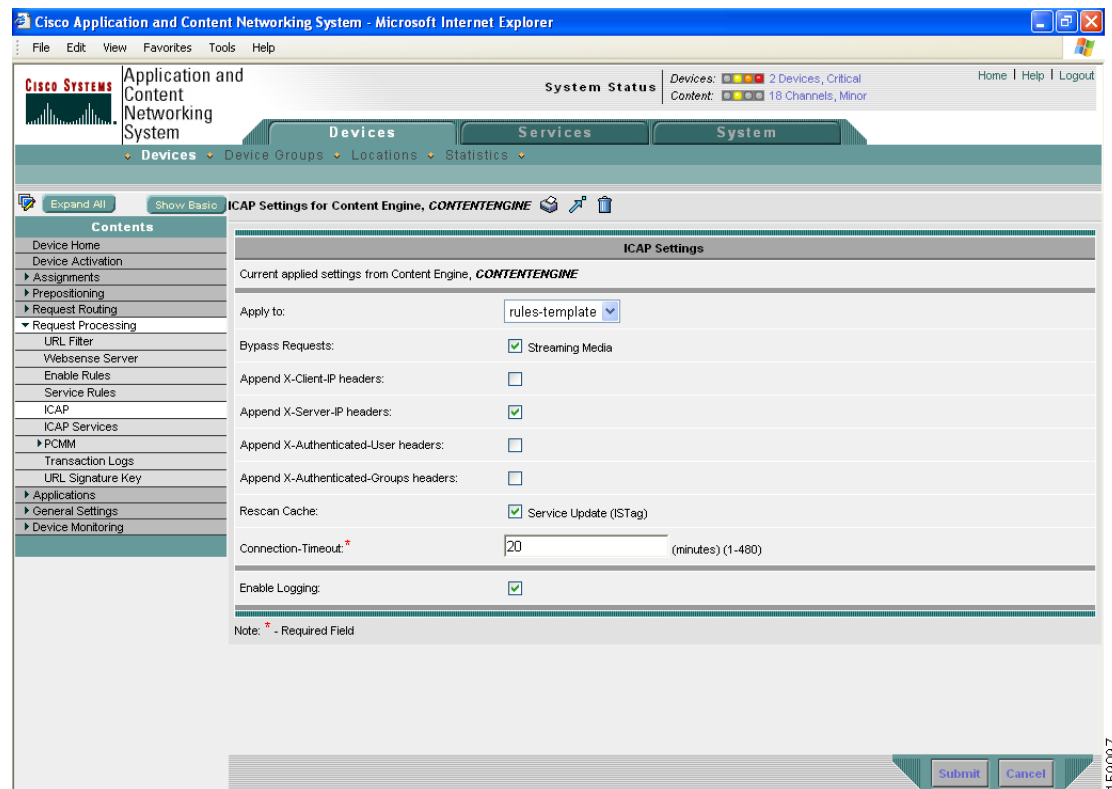 Cisco Application and Content Networking System - Microsoft Internet Explorer
File Edit View Favorites Tools Help
CISCO SYSTEMS
Application and
Content
Networking
System
System Status
Devices: 2 Devices, Critical
Content: 18 Channels, Minor
Home | Help | Logout
Devices Services System
Devices Device Groups Locations Statistics
Expand All Show Basic
ICAP Settings for Content Engine, CONTENTENGINE
Contents
Device Home
Device Activation
Assignments
Prepositioning
Request Routing
Request Processing
URL Filter
Websense Server
Enable Rules
Service Rules
ICAP
ICAP Services
PCMM
Transaction Logs
URL Signature Key
Applications
General Settings
Device Monitoring
ICAP Settings
Current applied settings from Content Engine, CONTENTENGINE
Apply to: rules-template
Bypass Requests: Streaming Media
Append X-Client-IP headers:
Append X-Server-IP headers:
Append X-Authenticated-User headers:
Append X-Authenticated-Groups headers:
Rescan Cache: Service Update (ISTag)
Connection-Timeout:* 20 (minutes) (1-480)
Enable Logging:
Note: * - Required Field
Submit Cancel